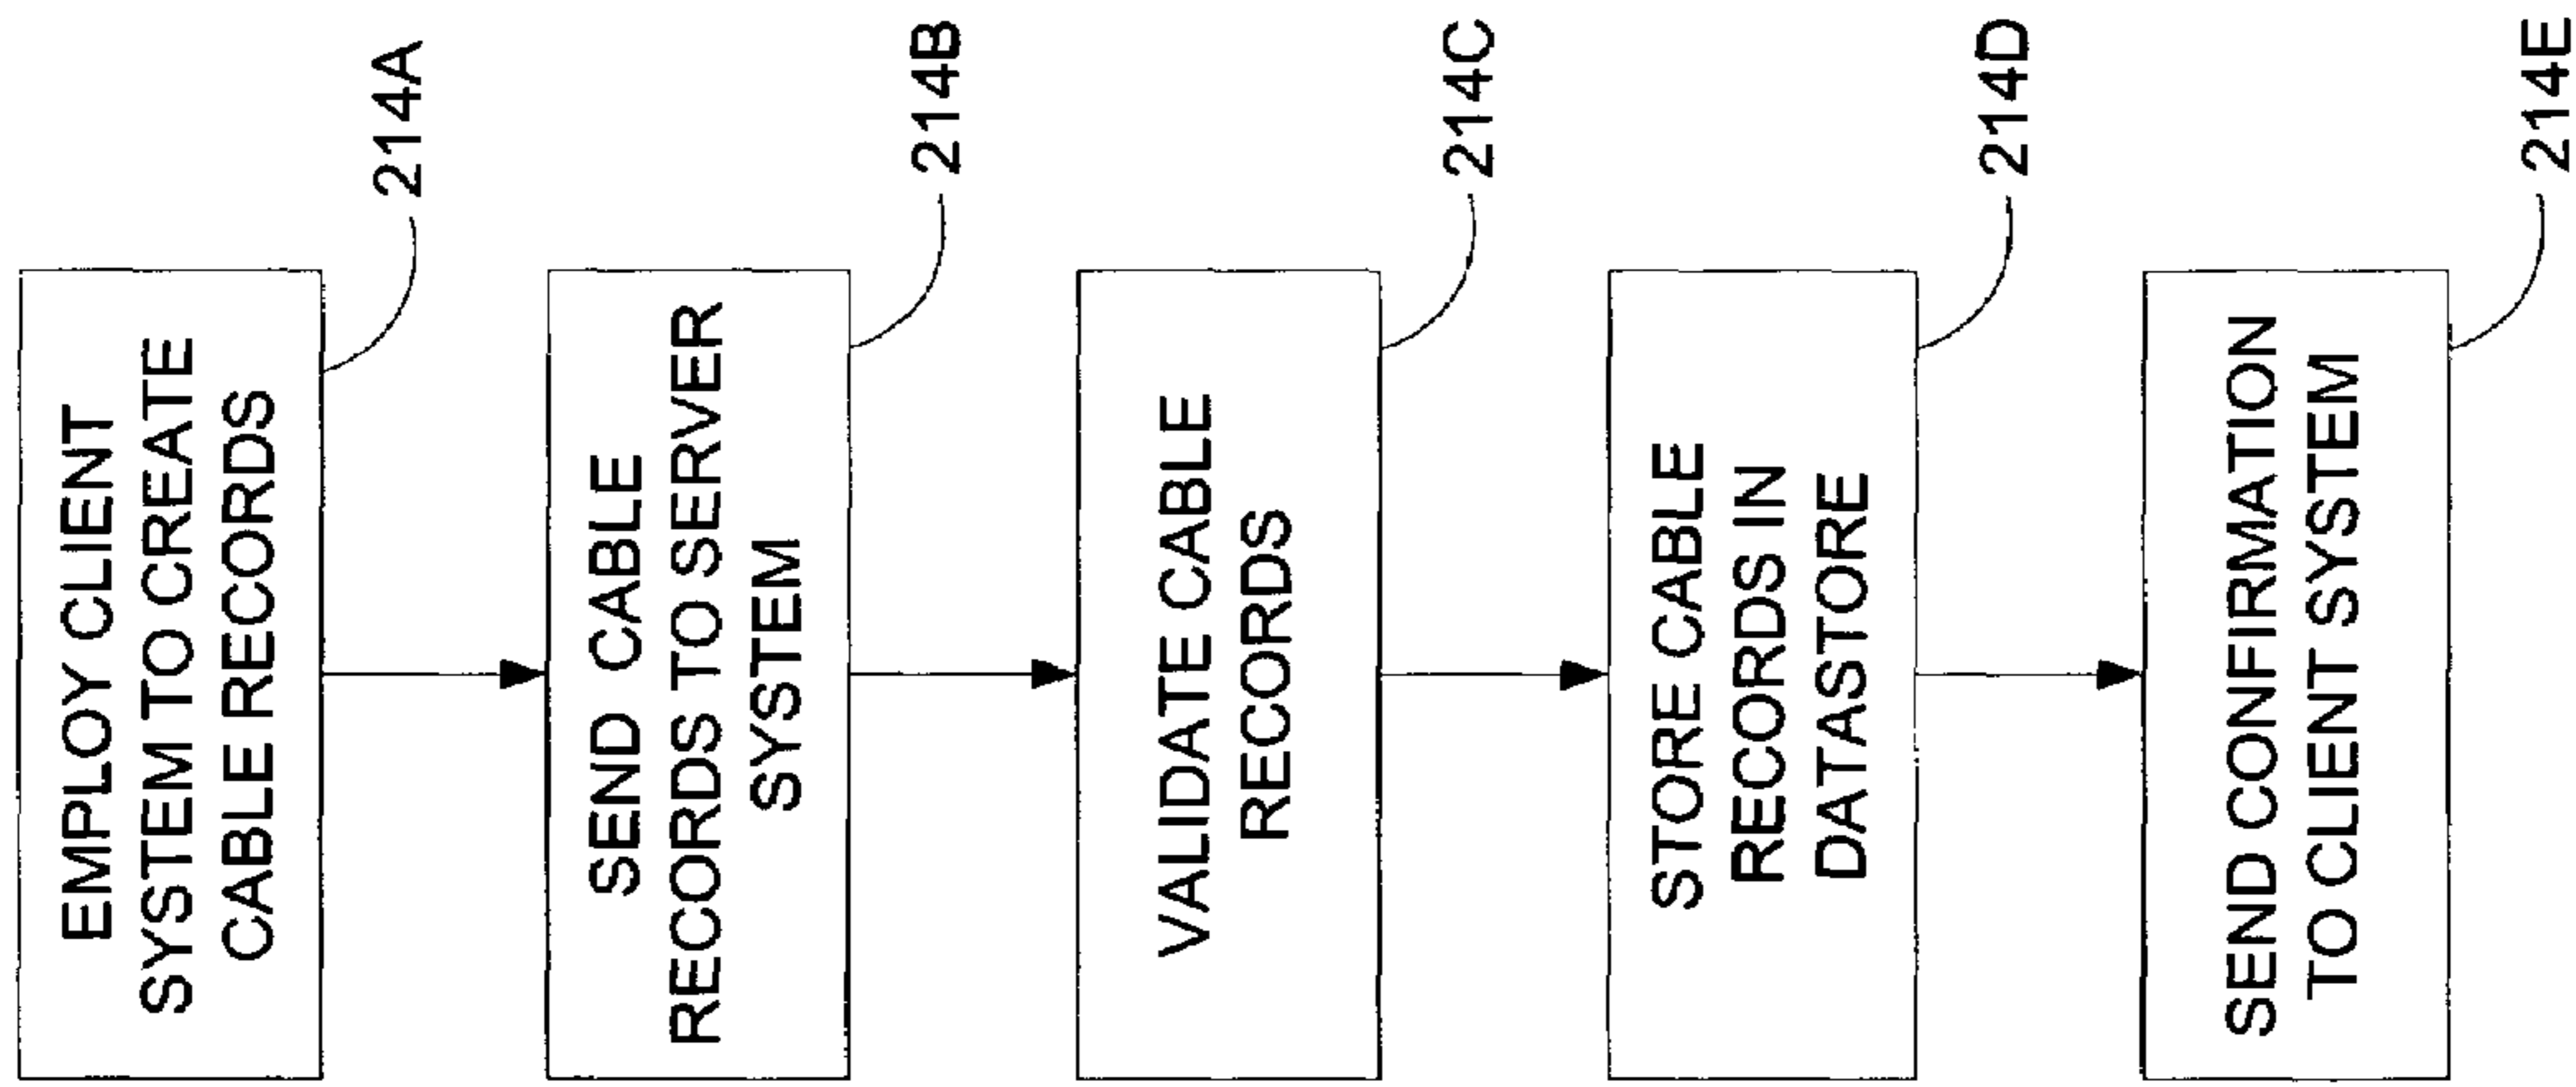 EMPLOY CLIENT
SYSTEM TO CREATE
CABLE RECORDS
214A
SEND CABLE
RECORDS TO SERVER
SYSTEM
214B
VALIDATE CABLE
RECORDS
214C
STORE CABLE
RECORDS IN
DATASTORE
214D
SEND CONFIRMATION
TO CLIENT SYSTEM
214E